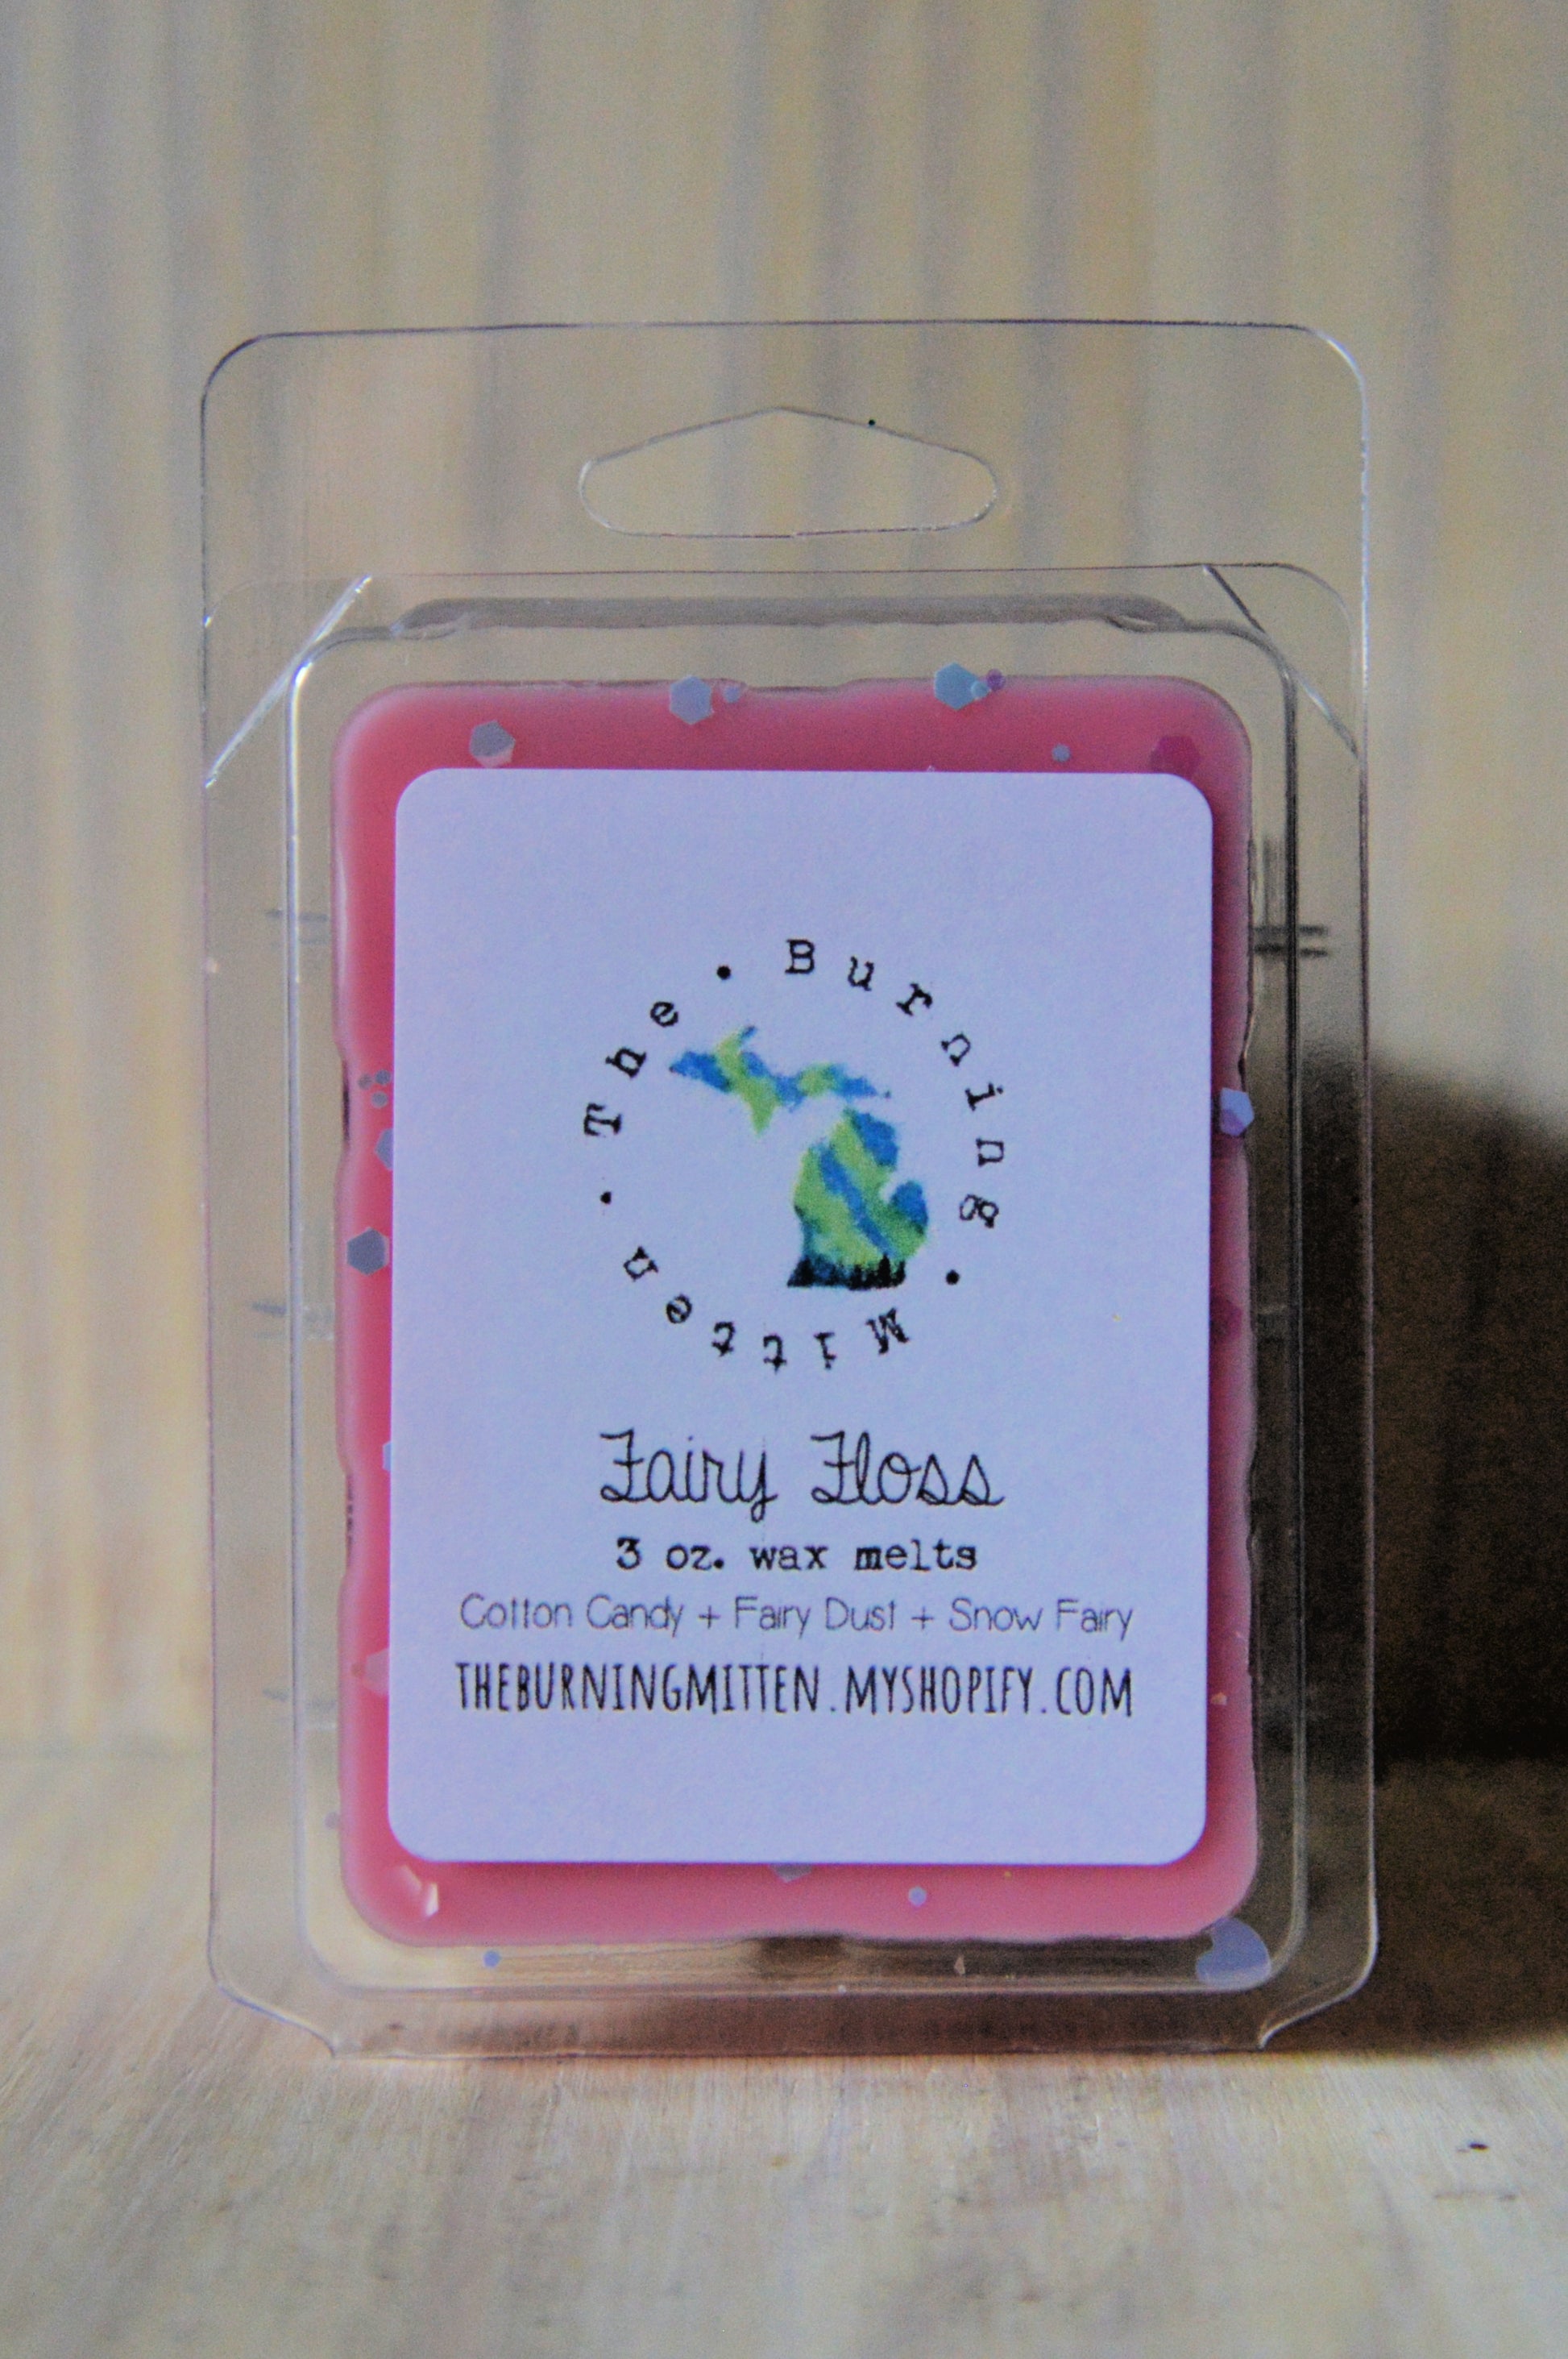 · The · Burning · Mitten
Fairy Floss
3 oz. wax melts
Cotton Candy + Fairy Dust + Snow Fairy
THEBURNINGMITTEN.MYSHOPIFY.COM